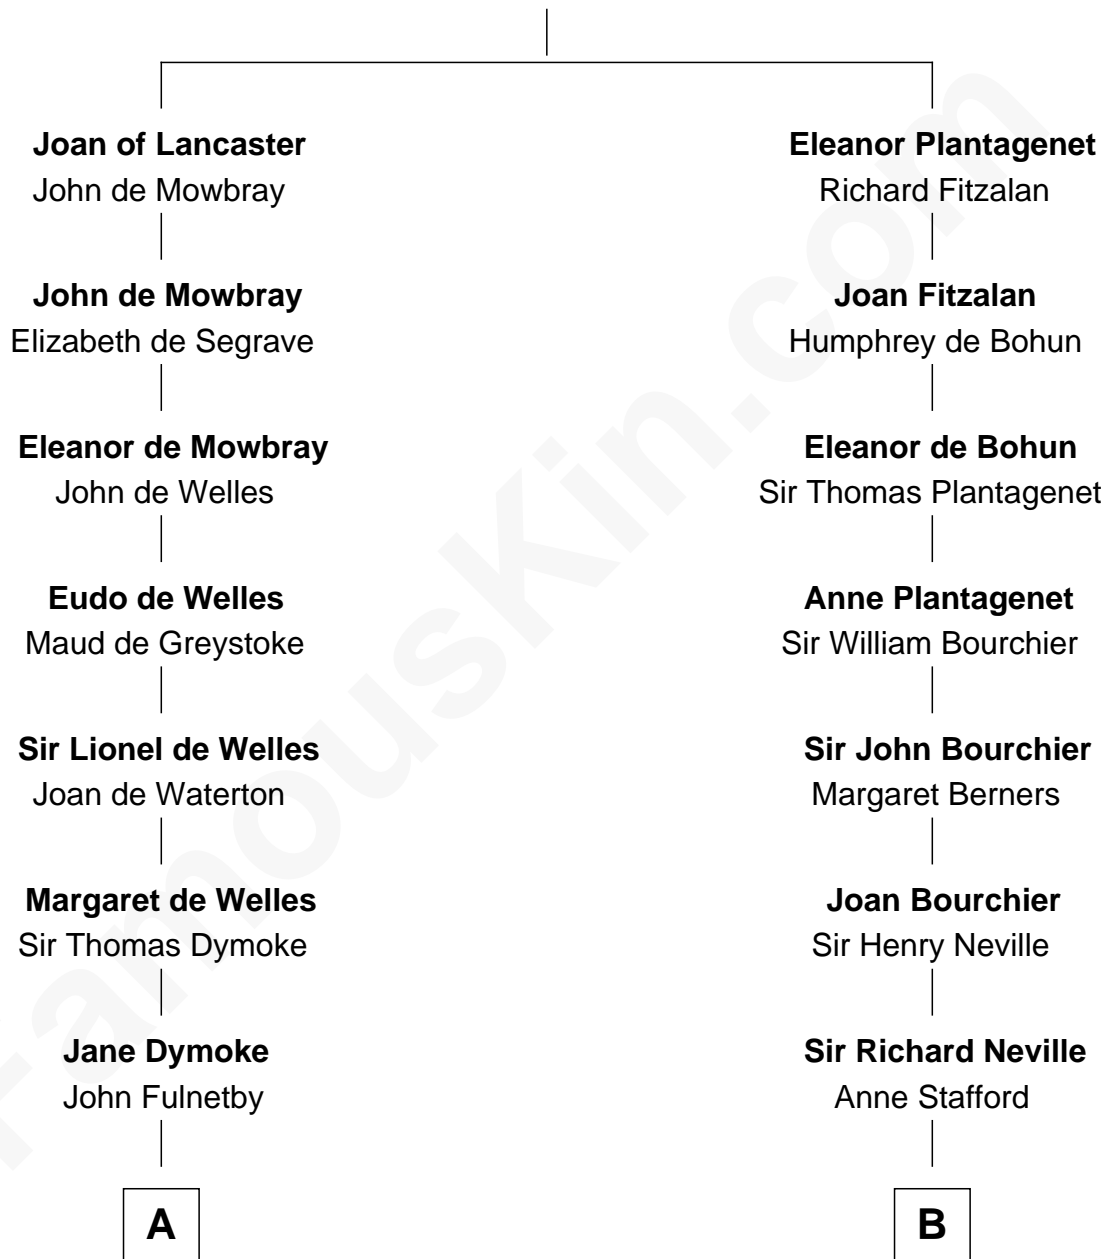 Joan of Lancaster
John de Mowbray
John de Mowbray
Elizabeth de Segrave
Eleanor de Mowbray
John de Welles
Eudo de Welles
Maud de Greystoke
Sir Lionel de Welles
Joan de Waterton
Margaret de Welles
Sir Thomas Dymoke
Jane Dymoke
John Fulnetby
A
Eleanor Plantagenet
Richard Fitzalan
Joan Fitzalan
Humphrey de Bohun
Eleanor de Bohun
Sir Thomas Plantagenet
Anne Plantagenet
Sir William Bourchier
Sir John Bourchier
Margaret Berners
Joan Bourchier
Sir Henry Neville
Sir Richard Neville
Anne Stafford
B
FamousKin.com